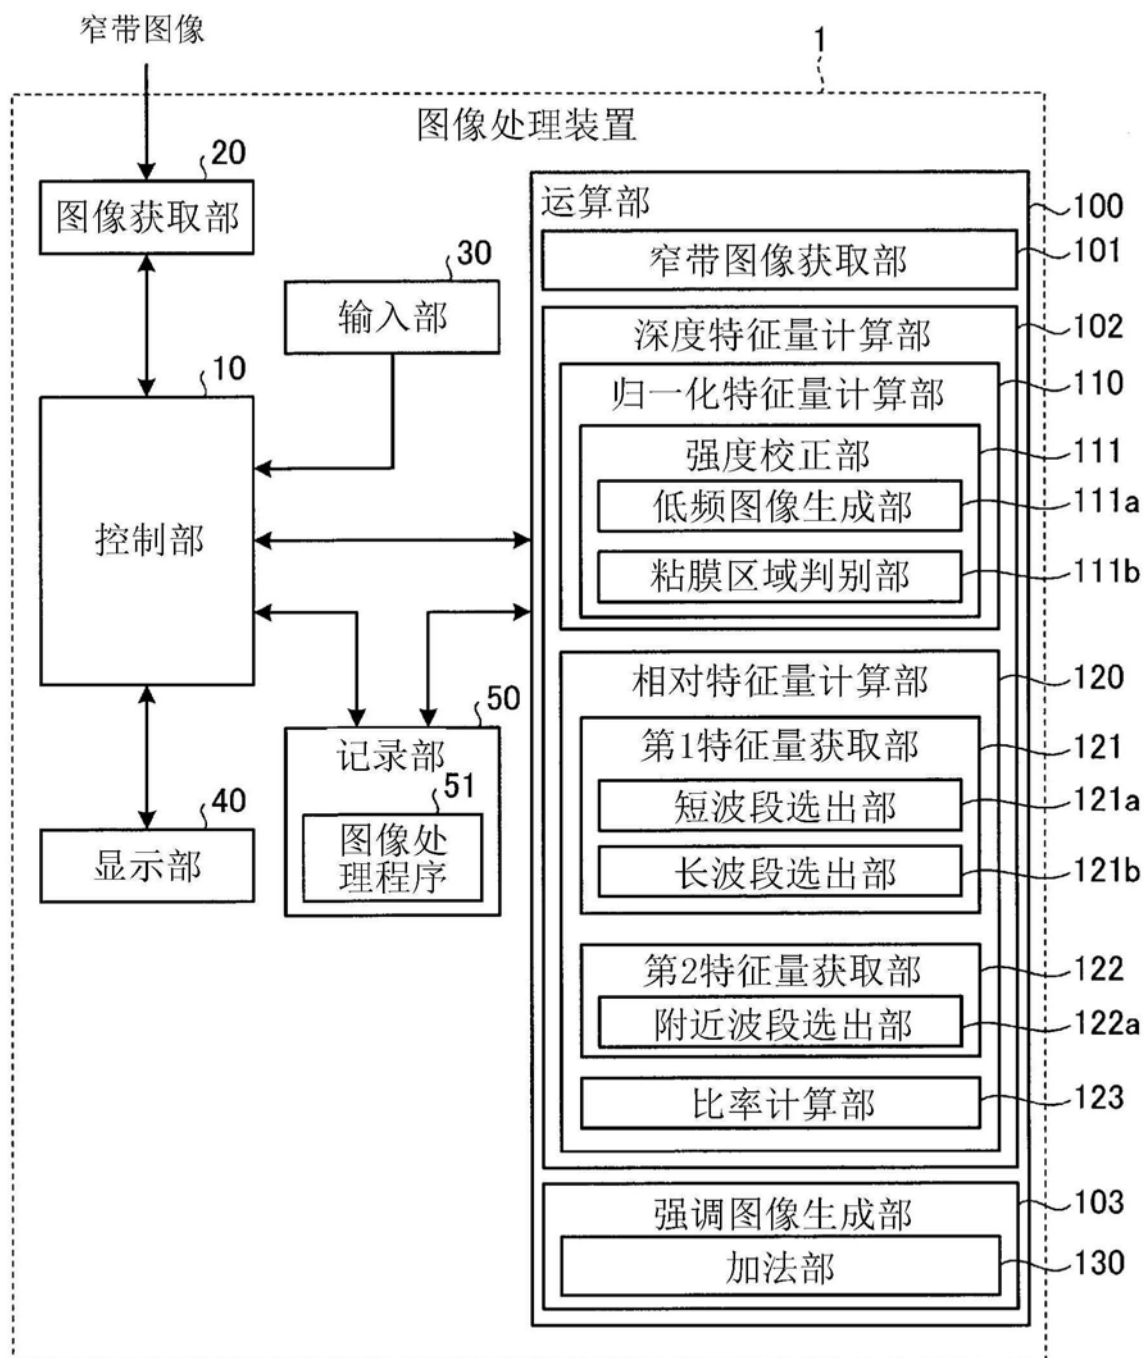 窄带图像
1
图像处理装置
20
图像获取部
30
输入部
10
控制部
50
记录部
51
图像处
理程序
40
显示部
运算部
100
窄带图像获取部
101
深度特征量计算部
102
归一化特征量计算部
110
强度校正部
111
低频图像生成部
111a
粘膜区域判别部
111b
相对特征量计算部
120
第1特征量获取部
121
短波段选出部
121a
长波段选出部
121b
第2特征量获取部
122
附近波段选出部
122a
比率计算部
123
强调图像生成部
103
加法部
130